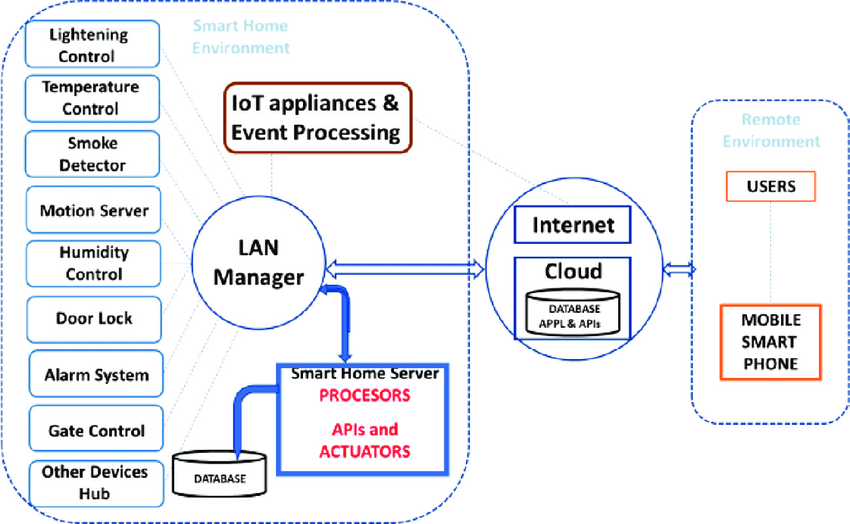 Smart Home
Environment
Lightening
Control
Temperature
Control
Smoke
Detector
Motion Server
Humidity
Control
Door Lock
Alarm System
Gate Control
Other Devices
Hub
IoT appliances &
Event Processing
LAN
Manager
Smart Home Server
PROCESORS
APIs and
ACTUATORS
DATABASE
Internet
Cloud
DATABASE
APPL & APIs
Remote
Environment
USERS
MOBILE
SMART
PHONE